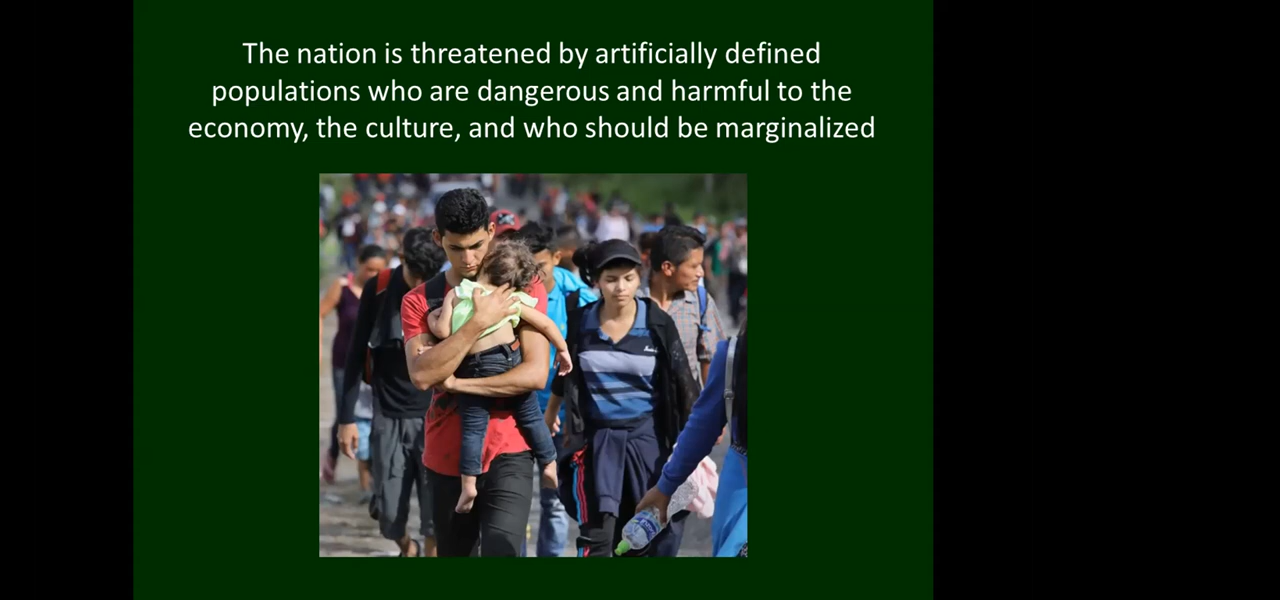 The nation is threatened by artificially defined
populations who are dangerous and harmful to the
economy, the culture, and who should be marginalized